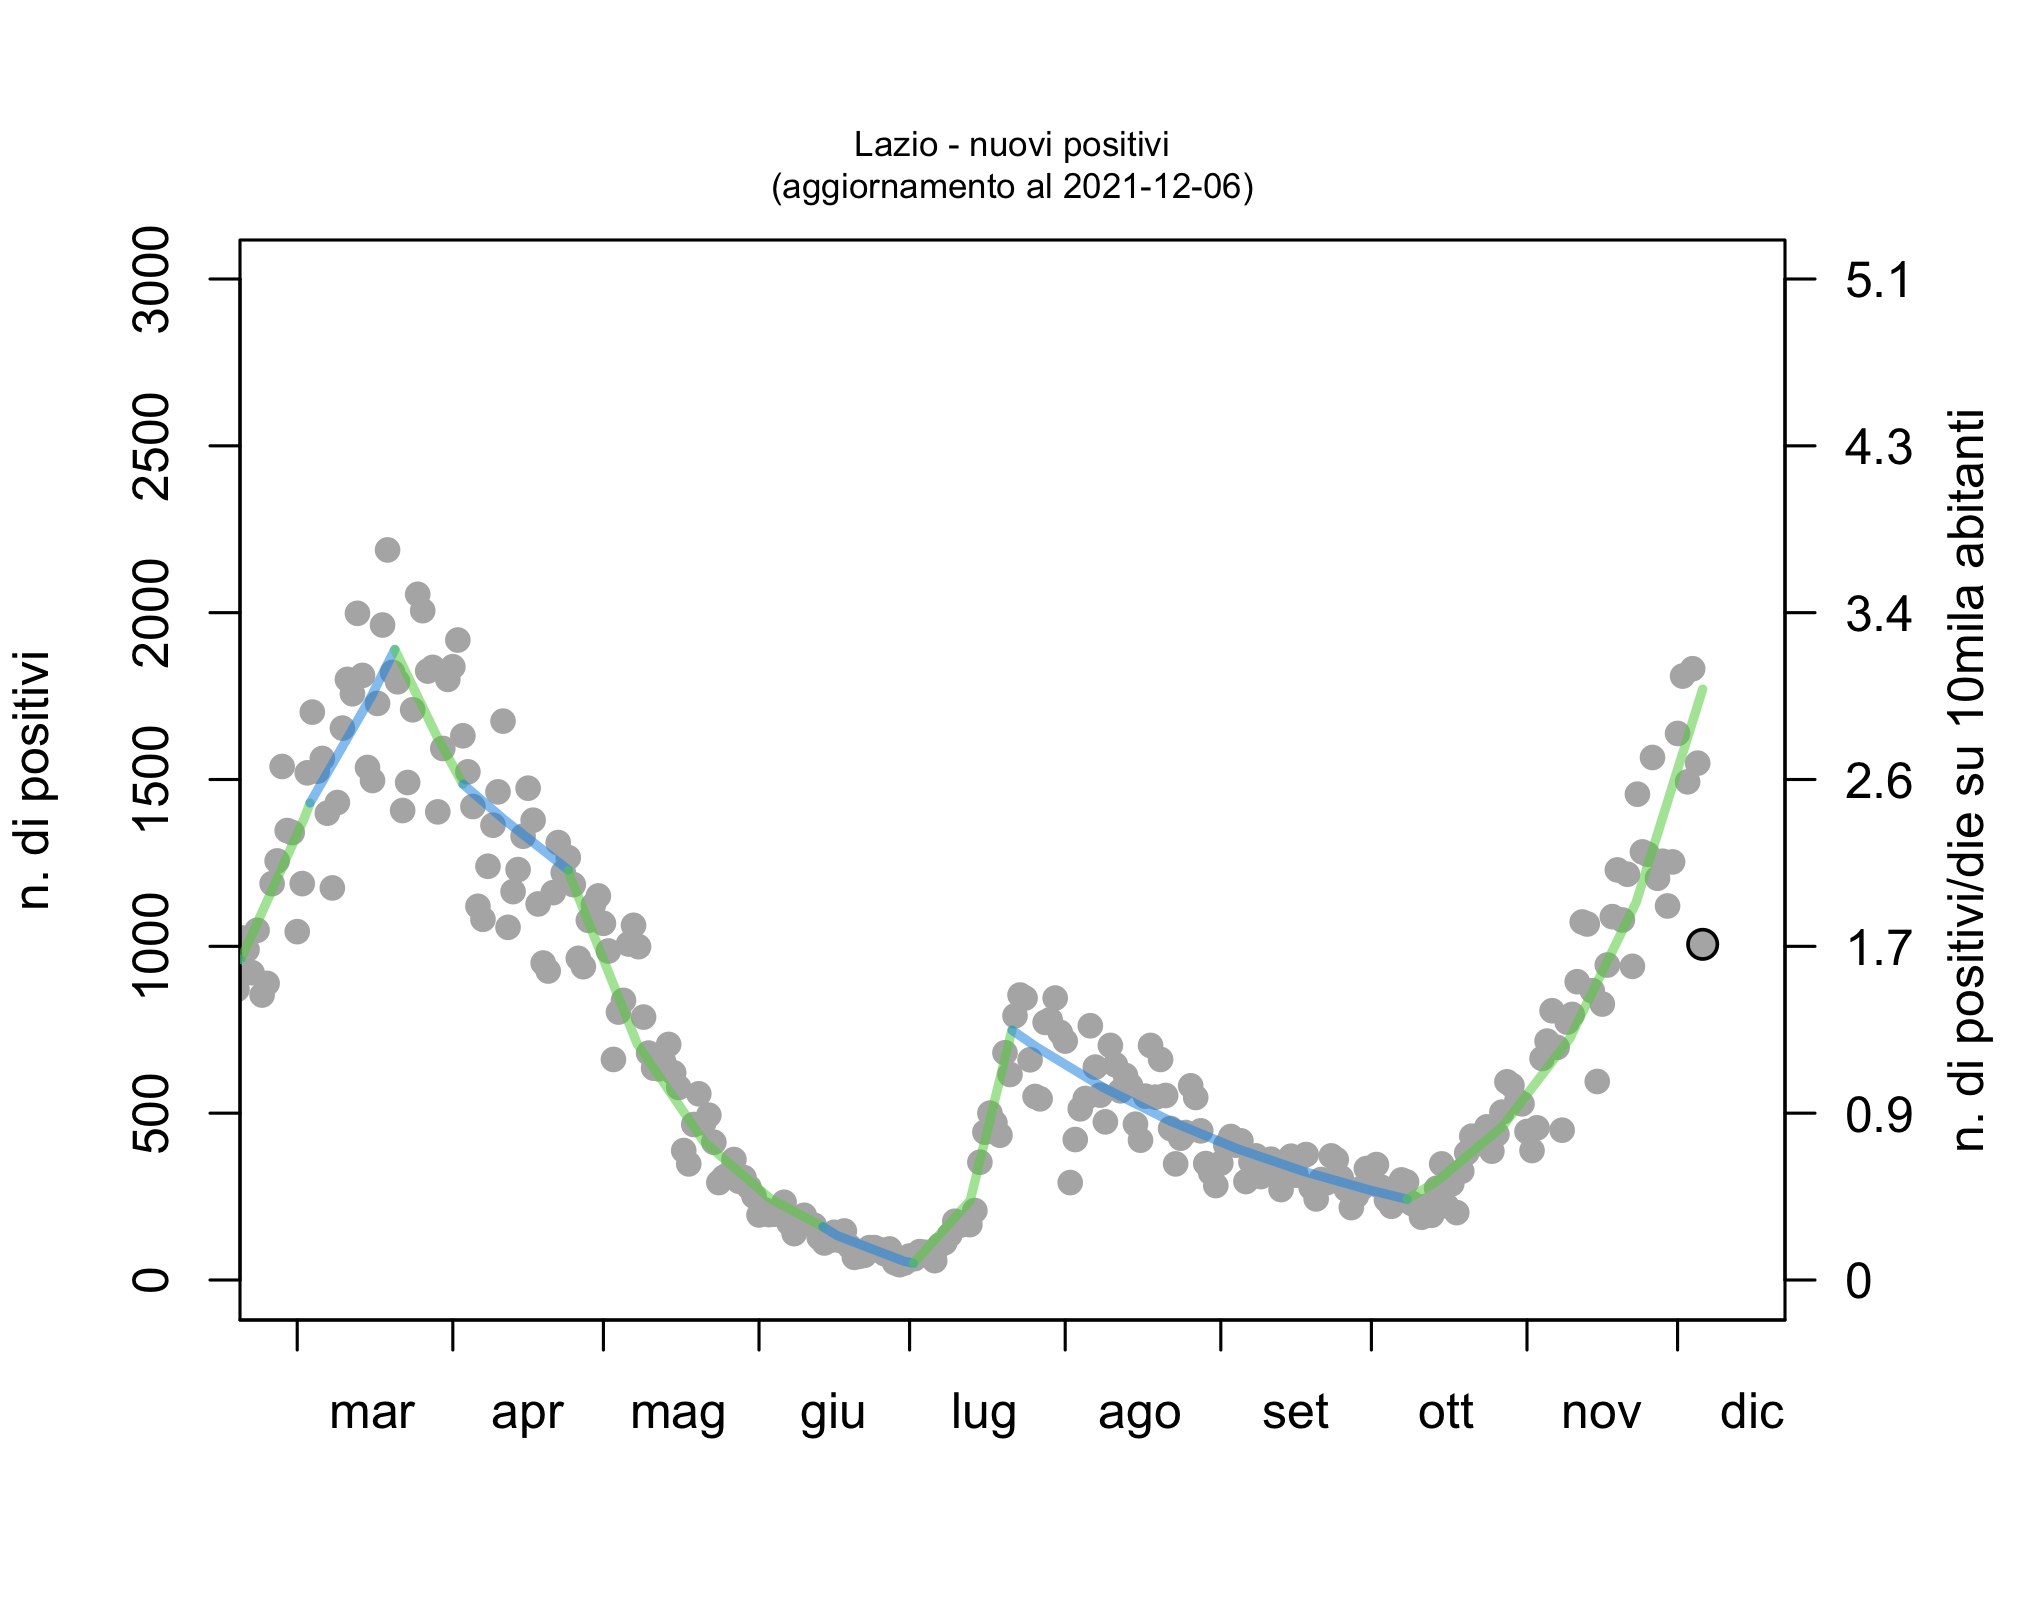 Lazio - nuovi positivi
(aggiornamento al 2021-12-06)
n. di positivi
3000
2500
2000
1500
1000
500
0
5.1
4.3
3.4
2.6
1.7
0.9
0
n. di positivi/die su 10mila abitanti
mar apr mag giu lug ago set ott nov dic